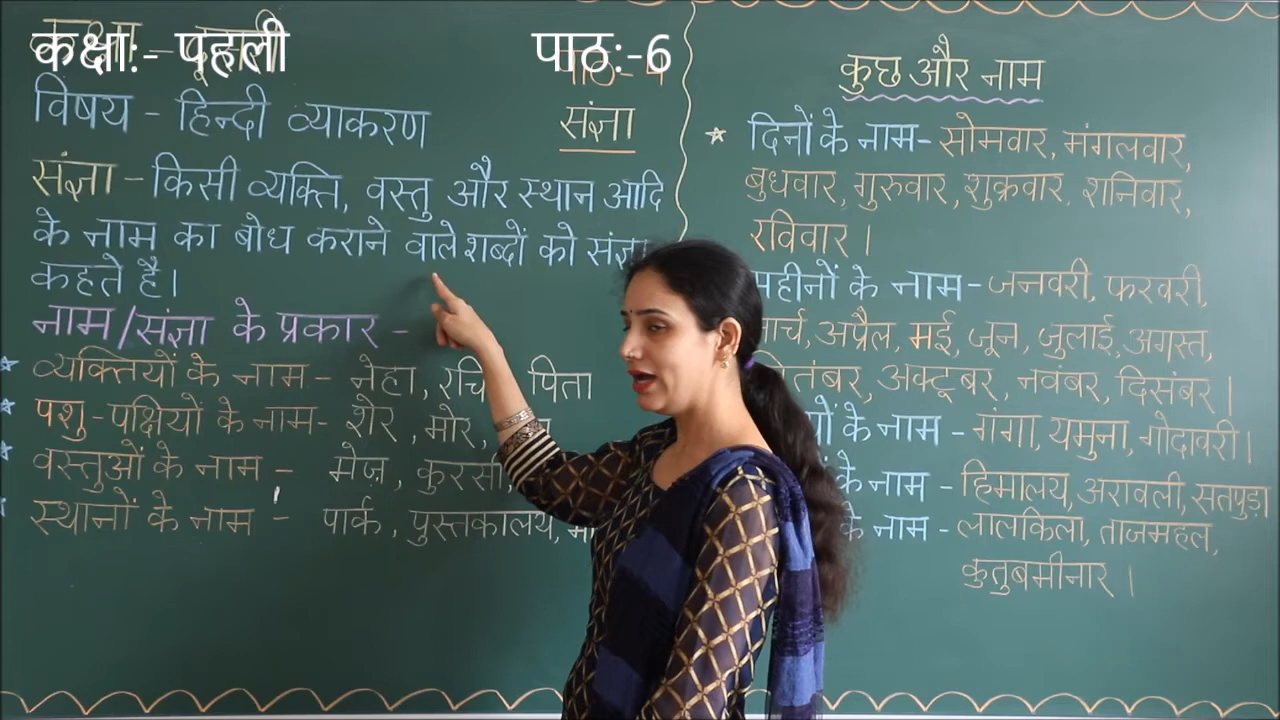 कक्षा:- पहली
पाठ:-6
विषय - हिन्दी व्याकरण
संज्ञा
संज्ञा - किसी व्यक्ति, वस्तु और स्थान आदि
के नाम का बोध कराने वाले शब्दों को
कहते है।
नाम/संज्ञा के प्रकार -
व्यक्तियों के नाम - नेहा, पिता
पशु-पक्षियों के नाम- शेर, मोर,
वस्तुओं के नाम - मेज़, कुरसी
स्थानों के नाम - पार्क, पुस्तकालय,
कुछ और नाम
दिनों के नाम- सोमवार, मंगलवार,
बुधवार, गुरुवार, शुक्रवार, शनिवार,
रविवार।
महीनों के नाम- जनवरी, फरवरी,
मार्च, अप्रैल, मई, जून, जुलाई, अगस्त,
अक्टूबर, नवंबर, दिसंबर।
के नाम - गंगा, यमुना, गोदावरी।
के नाम - हिमालय, अरावली, सतपुड़ा
के नाम - लालकिला, ताजमहल,
कुतुबमीनार।